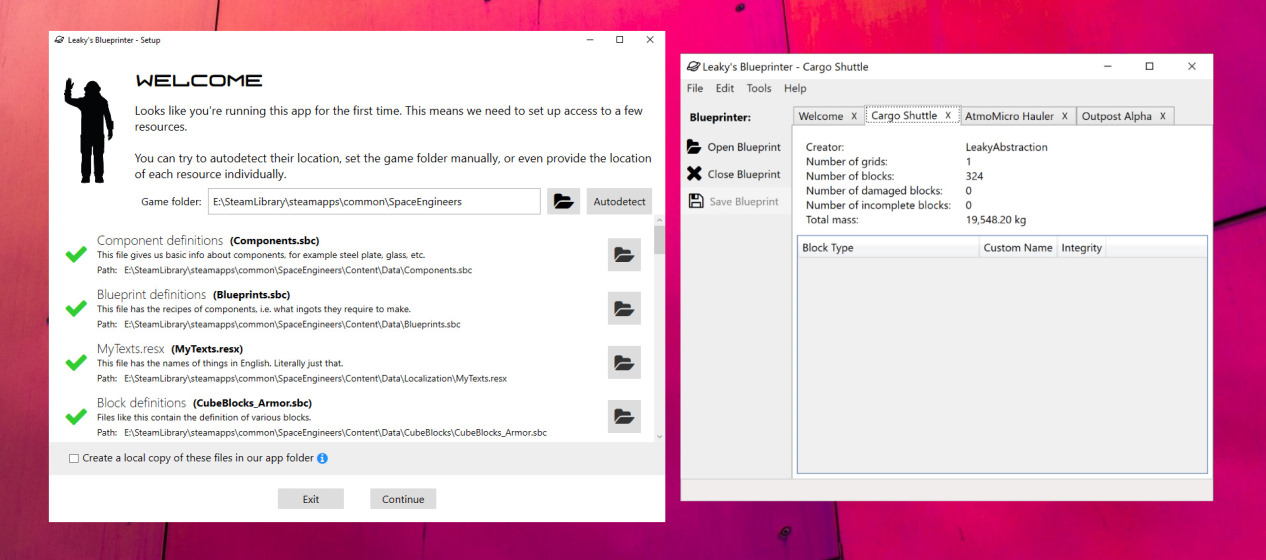 Leaky's Blueprinter - Setup
WELCOME
Looks like you're running this app for the first time. This means we need to set up access to a few
resources.
You can try to autodetect their location, set the game folder manually, or even provide the location
of each resource individually.
Game folder: E:\SteamLibrary\steamapps\common\SpaceEngineers Autodetect
Component definitions (Components.sbc)
This file gives us basic info about components, for example steel plate, glass, etc.
Path: E:\SteamLibrary\steamapps\common\SpaceEngineers\Content\Data\Components.sbc
Blueprint definitions (Blueprints.sbc)
This file has the recipes of components, i.e. what ingots they require to make.
Path: E:\SteamLibrary\steamapps\common\SpaceEngineers\Content\Data\Blueprints.sbc
MyTexts.resx (MyTexts.resx)
This file has the names of things in English. Literally just that.
Path: E:\SteamLibrary\steamapps\common\SpaceEngineers\Content\Data\Localization\MyTexts.resx
Block definitions (CubeBlocks_Armor.sbc)
Files like this contain the definition of various blocks.
Path: E:\SteamLibrary\steamapps\common\SpaceEngineers\Content\Data\CubeBlocks\CubeBlocks_Armor.sbc
Create a local copy of these files in our app folder
Exit Continue
Leaky's Blueprinter - Cargo Shuttle
File Edit Tools Help
Blueprinter:
Open Blueprint
Close Blueprint
Save Blueprint
Welcome X Cargo Shuttle X AtmoMicro Hauler X Outpost Alpha X
Creator: LeakyAbstraction
Number of grids: 1
Number of blocks: 324
Number of damaged blocks: 0
Number of incomplete blocks: 0
Total mass: 19,548.20 kg
Block Type Custom Name Integrity